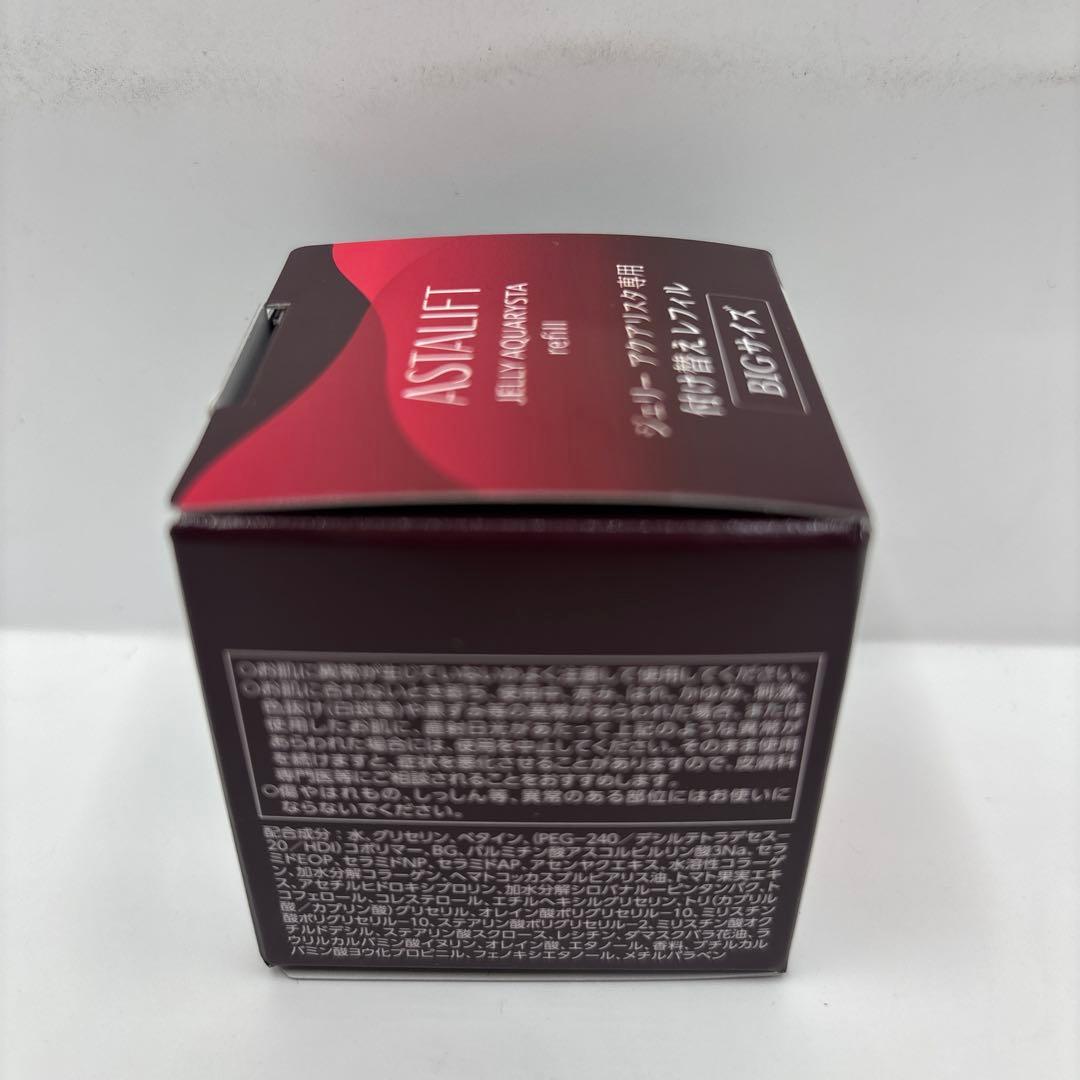 ASTALIFT
JELLY AQUARYSTA
refill
ジェリー アクアリスタ専用
付け替えレフィル
BIGサイズ
○お肌に異常が生じていないかよく注意して使用してください。
○お肌に合わないとき即ち、使用中、赤み、はれ、かゆみ、刺激、
色抜け(白斑等)や黒ずみ等の異常があらわれた場合、または
使用したお肌に、直射日光があたって上記のような異常が
あらわれた場合には、使用を中止してください。そのまま使用
を続けますと、症状を悪化させることがありますので、皮膚科
専門医等にご相談されることをおすすめします。
○傷やはれもの、しっしん等、異常のある部位にはお使いに
ならないでください。
配合成分：水、グリセリン、ベタイン、(PEG-240／デシルテトラデセス-
20／HDI)コポリマー、BG、パルミチン酸アスコルビルリン酸3Na、セラ
ミドEOP、セラミドNP、セラミドAP、アセンヤクエキス、水溶性コラーゲ
ン、加水分解コラーゲン、ヘマトコッカスプルビアリス油、トマト果実エキ
ス、アセチルヒドロキシプロリン、加水分解シロバナルーピンタンパク、ト
コフェロール、コレステロール、エチルヘキシルグリセリン、トリ(カプリル
酸／カプリン酸)グリセリル、オレイン酸ポリグリセリル-10、ミリスチン
酸ポリグリセリル-10、ステアリン酸ポリグリセリル-2、ミリスチン酸オク
チルドデシル、ステアリン酸スクロース、レシチン、ダマスクバラ花油、ラ
ウリルカルバミン酸イヌリン、オレイン酸、エタノール、香料、ブチルカル
バミン酸ヨウ化プロピニル、フェノキシエタノール、メチルパラベン